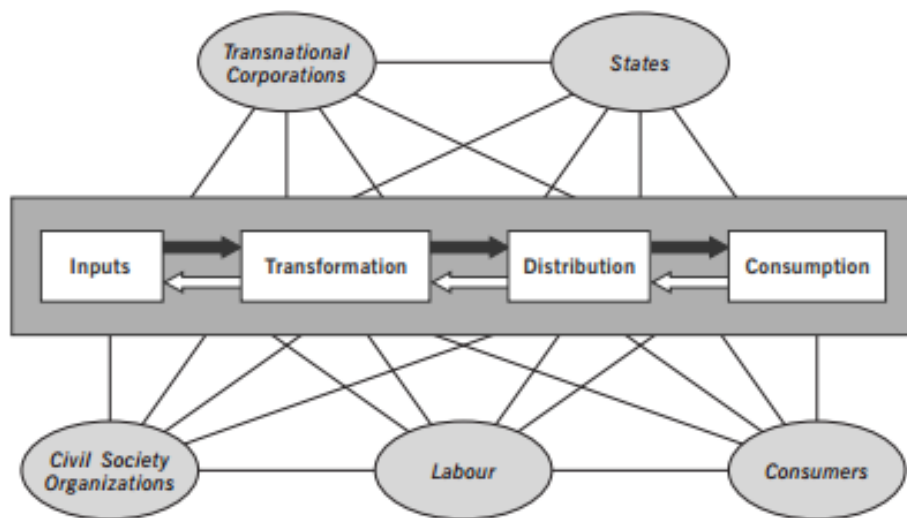 Transnational
Corporations
States
Inputs
Transformation
Distribution
Consumption
Civil Society
Organizations
Labour
Consumers